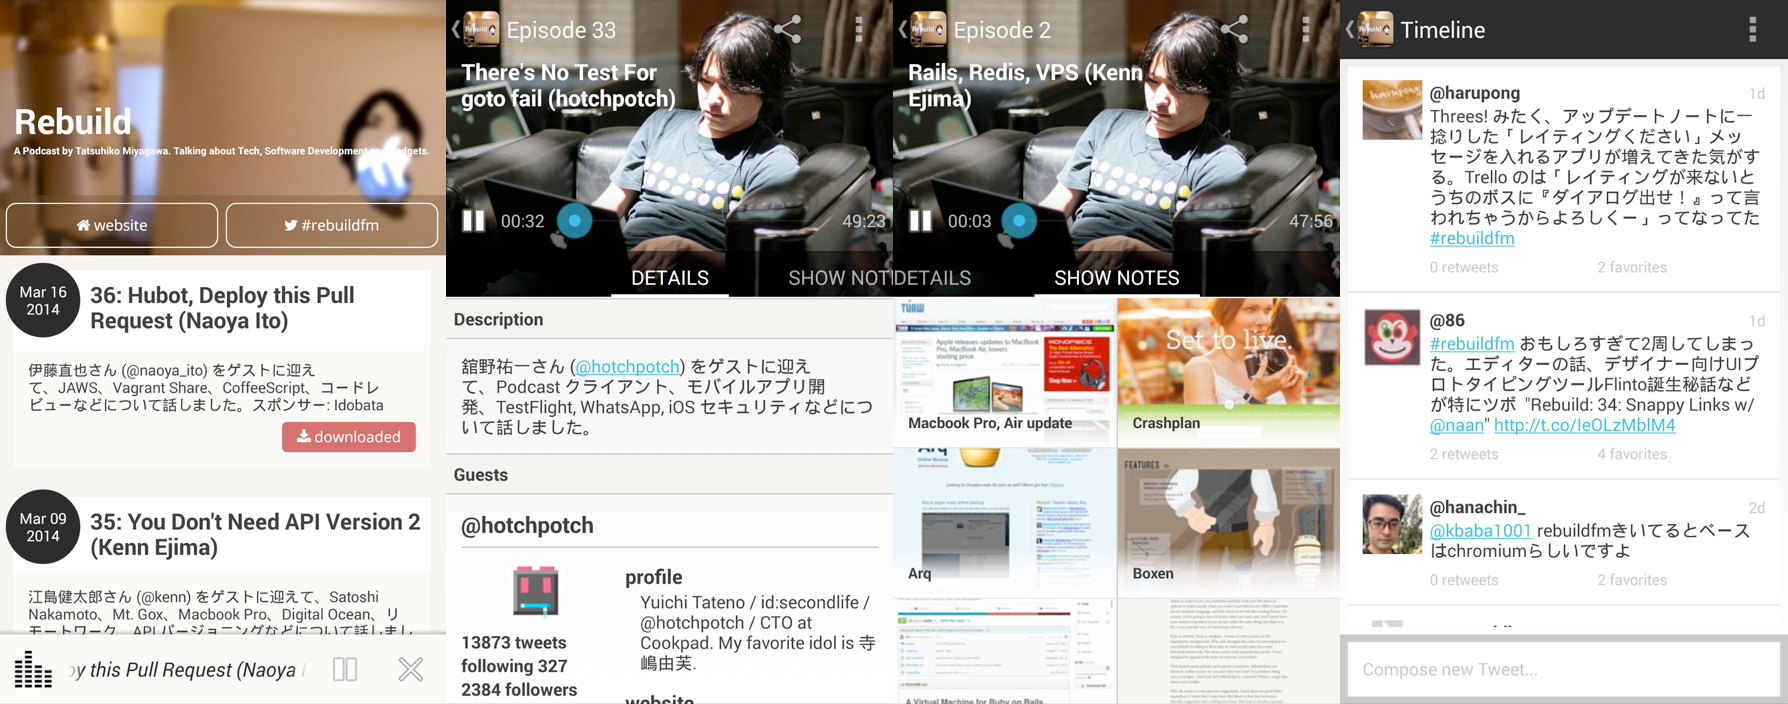 Rebuild
A Podcast by Tatsuhiko Miyagawa. Talking about Tech, Software Development and Gadgets.
website
#rebuildfm
Mar 16
2014
36: Hubot, Deploy this Pull
Request (Naoya Ito)
伊藤直也さん (@naoya_ito) をゲストに迎え
て、JAWS、Vagrant Share、CoffeeScript、コードレ
ビューなどについて話しました。スポンサー: Idobata
downloaded
Mar 09
2014
35: You Don't Need API Version 2
(Kenn Ejima)
江島健太郎さん (@kenn) をゲストに迎えて、Satoshi
Nakamoto、Mt. Gox、Macbook Pro、Digital Ocean、リ
モートワーク、APIバージョニングなどについて話しまし
by this Pull Request (Naoya
Rebuild
Episode 33
There's No Test For
goto fail (hotchpotch)
00:32
49:23
DETAILS
SHOW NOT
Description
舘野祐一さん (@hotchpotch) をゲストに迎え
て、Podcast クライアント、モバイルアプリ開
発、TestFlight, WhatsApp, iOS セキュリティなどにつ
いて話しました。
Guests
@hotchpotch
13873 tweets
following 327
2384 followers
profile
Yuichi Tateno / id:secondlife /
@hotchpotch / CTO at
Cookpad. My favorite idol is 寺
嶋由芙.
website
Rebuild
Episode 2
Rails, Redis, VPS (Kenn
Ejima)
00:03
47:56
DETAILS
SHOW NOTES
TUAW
Apple releases updates to
MacBook Pro, MacBook Air, lowers
starting price
MONOPRICE
Shop Now >
Macbook Pro, Air update
Set to live.
Crashplan
Online Backup
Arq
FEATURES
Boxen
A Virtual Machine for Ruby on Rails
Rebuild
Timeline
@harupong
1d
Threes! みたく、アップデートノートに一
捻りした「レイティングください」メッ
セージを入れるアプリが増えてきた気がす
る。Trello のは「レイティングが来ないと
うちのボスに『ダイアログ出せ！』って言
われちゃうからよろしくー」ってなってた
#rebuildfm
0 retweets
2 favorites
@86
1d
#rebuildfm おもしろすぎて2周してしまっ
た。エディターの話、デザイナー向けUIプ
ロトタイピングツールFlinto誕生秘話など
が特にツボ "Rebuild: 34: Snappy Links w/
@naan" http://t.co/IeOLzMblM4
2 retweets
4 favorites
@hanachin_
2d
@kbaba1001 rebuildfmきいてるとベース
はchromiumらしいですよ
0 retweets
2 favorites
Compose new Tweet...